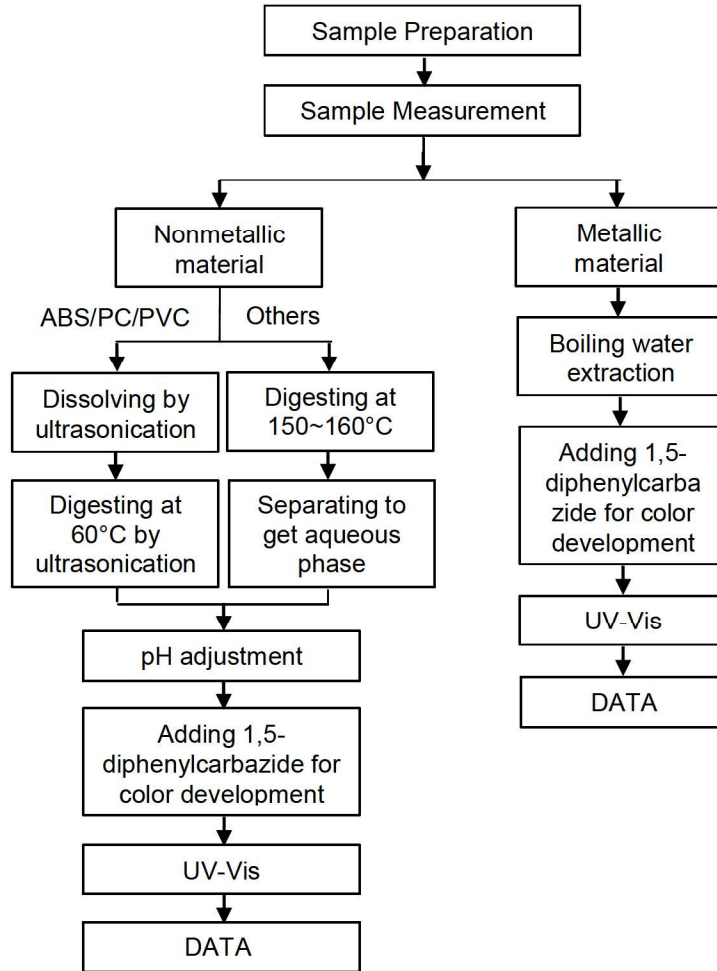 Sample Preparation
Sample Measurement
Nonmetallic
material
ABS/PC/PVC
Others
Dissolving by
ultrasonication
Digesting at
60°C by
ultrasonication
Digesting at
150~160°C
Separating to
get aqueous
phase
pH adjustment
Adding 1,5-
diphenylcarbazide for
color development
UV-Vis
DATA
Metallic
material
Boiling water
extraction
Adding 1,5-
diphenylcarba
zide for color
development
UV-Vis
DATA